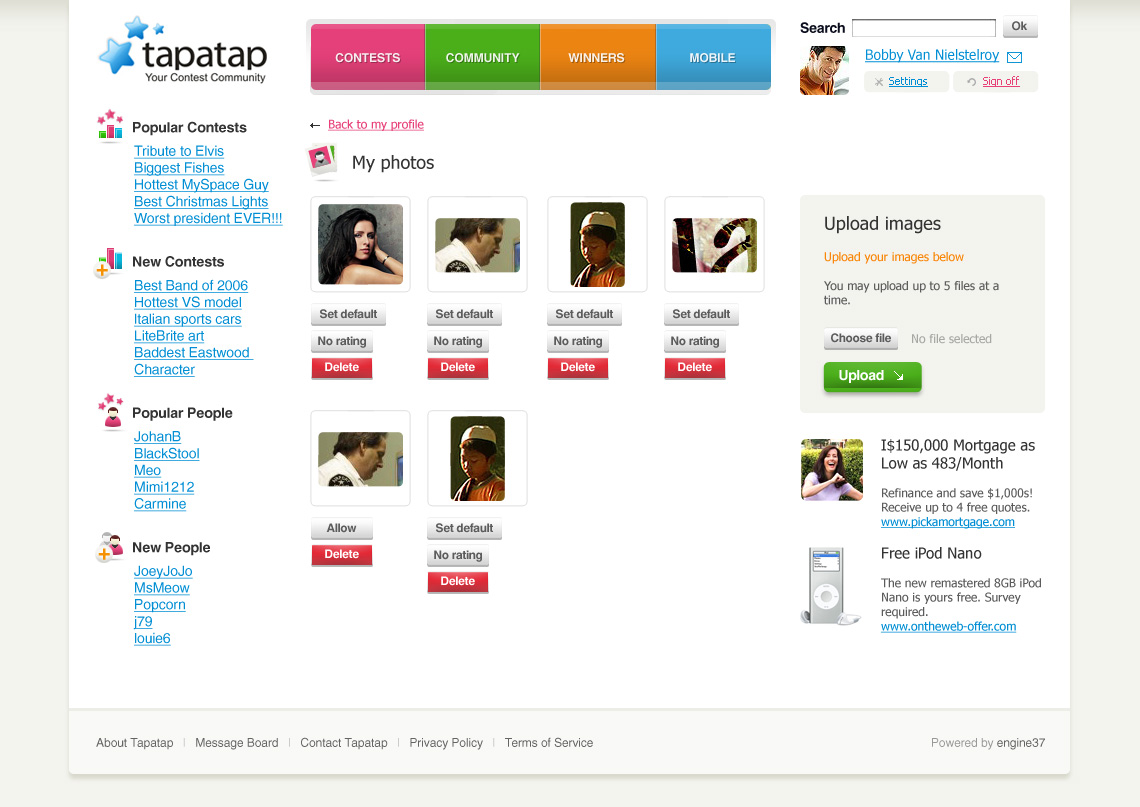 tapatap
Your Contest Community
CONTESTS
COMMUNITY
WINNERS
MOBILE
Search
Ok
Bobby Van Nielstelroy
Settings
Sign off
Popular Contests
Tribute to Elvis
Biggest Fishes
Hottest MySpace Guy
Best Christmas Lights
Worst president EVER!!!
New Contests
Best Band of 2006
Hottest VS model
Italian sports cars
LiteBrite art
Baddest Eastwood
Character
Popular People
JohanB
BlackStool
Meo
Mimi1212
Carmine
New People
JoeyJoJo
MsMeow
Popcorn
j79
louie6
← Back to my profile
My photos
Set default
No rating
Delete
Set default
No rating
Delete
Set default
No rating
Delete
Set default
No rating
Delete
Allow
Delete
Set default
No rating
Delete
Upload images
Upload your images below
You may upload up to 5 files at a
time.
Choose file No file selected
Upload
I$150,000 Mortgage as
Low as 483/Month
Refinance and save $1,000s!
Receive up to 4 free quotes.
www.pickamortgage.com
Free iPod Nano
The new remastered 8GB iPod
Nano is yours free. Survey
required.
www.ontheweb-offer.com
About Tapatap | Message Board | Contact Tapatap | Privacy Policy | Terms of Service
Powered by engine37